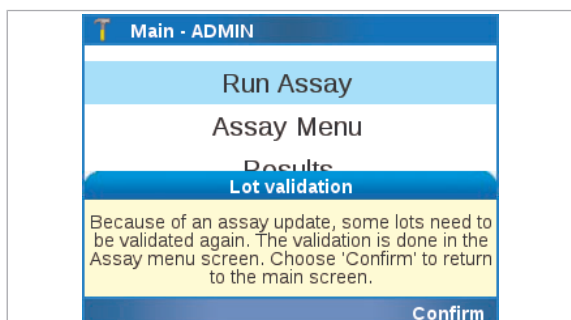 Main - ADMIN
Run Assay
Assay Menu
Results
Lot validation
Because of an assay update, some lots need to
be validated again. The validation is done in the
Assay menu screen. Choose 'Confirm' to return
to the main screen.
Confirm